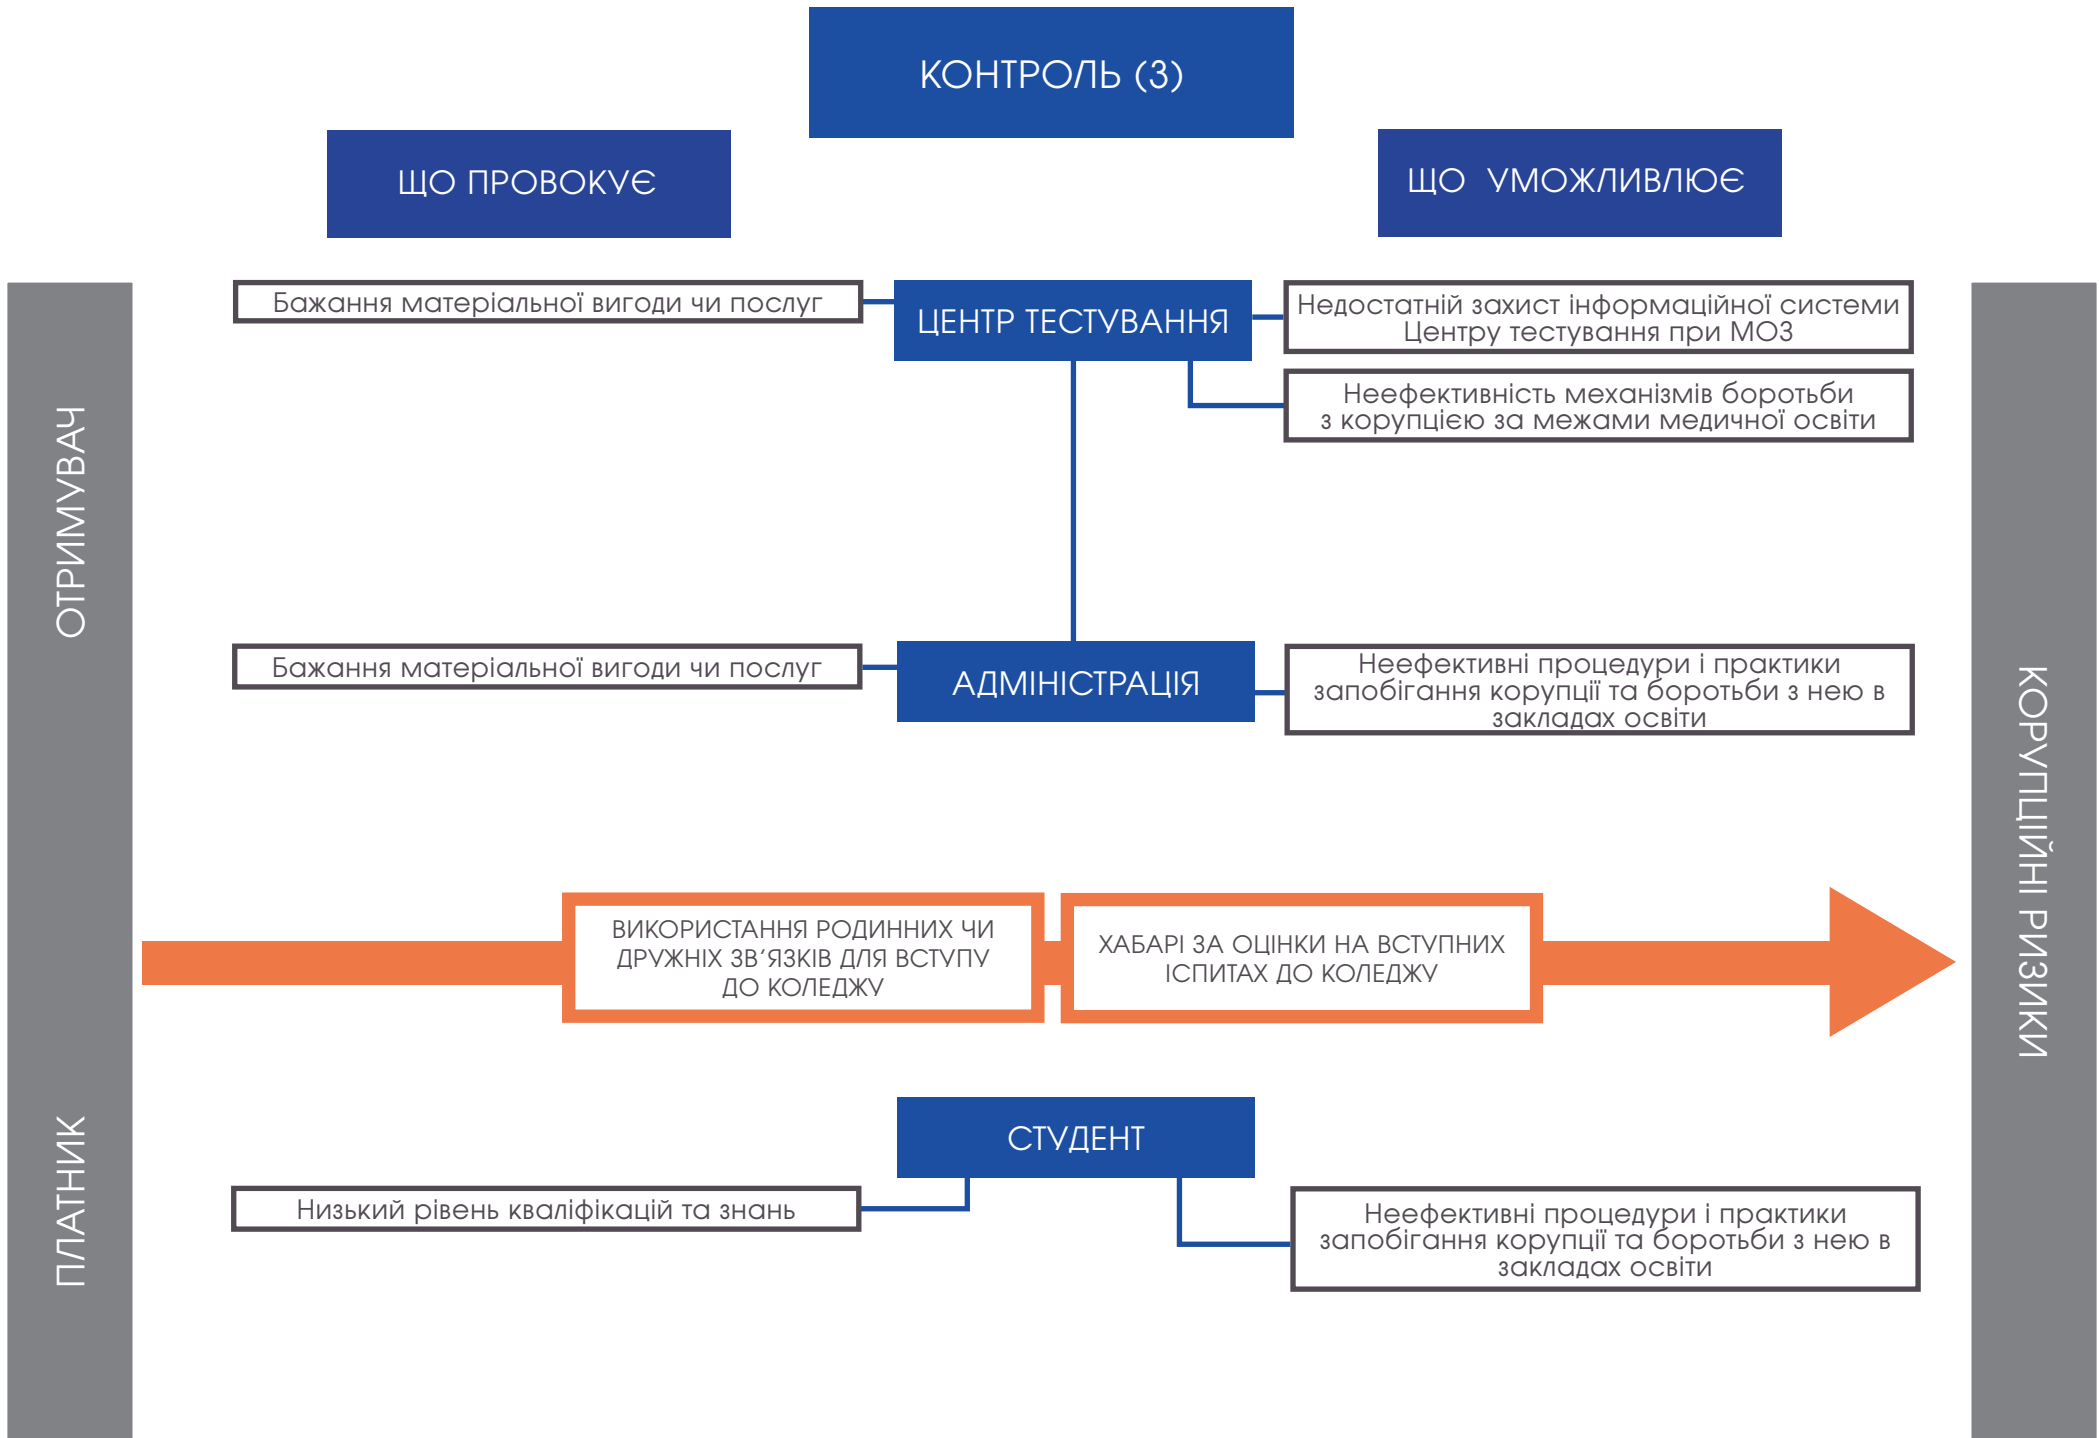 КОНТРОЛЬ (3)
ЩО ПРОВОКУЄ
ЩО УМОЖЛИВЛЮЄ
ОТРИМУВАЧ
Бажання матеріальної вигоди чи послуг
ЦЕНТР ТЕСТУВАННЯ
Недостатній захист інформаційної системи
Центру тестування при МОЗ
Неефективність механізмів боротьби
з корупцією за межами медичної освіти
Бажання матеріальної вигоди чи послуг
АДМІНІСТРАЦІЯ
Неефективні процедури і практики
запобігання корупції та боротьби з нею в
закладах освіти
КОРУПЦІЙНІ РИЗИКИ
ВИКОРИСТАННЯ РОДИННИХ ЧИ
ДРУЖНІХ ЗВ’ЯЗКІВ ДЛЯ ВСТУПУ
ДО КОЛЕДЖУ
ХАБАРІ ЗА ОЦІНКИ НА ВСТУПНИХ
ІСПИТАХ ДО КОЛЕДЖУ
ПЛАТНИК
СТУДЕНТ
Низький рівень кваліфікацій та знань
Неефективні процедури і практики
запобігання корупції та боротьби з нею в
закладах освіти